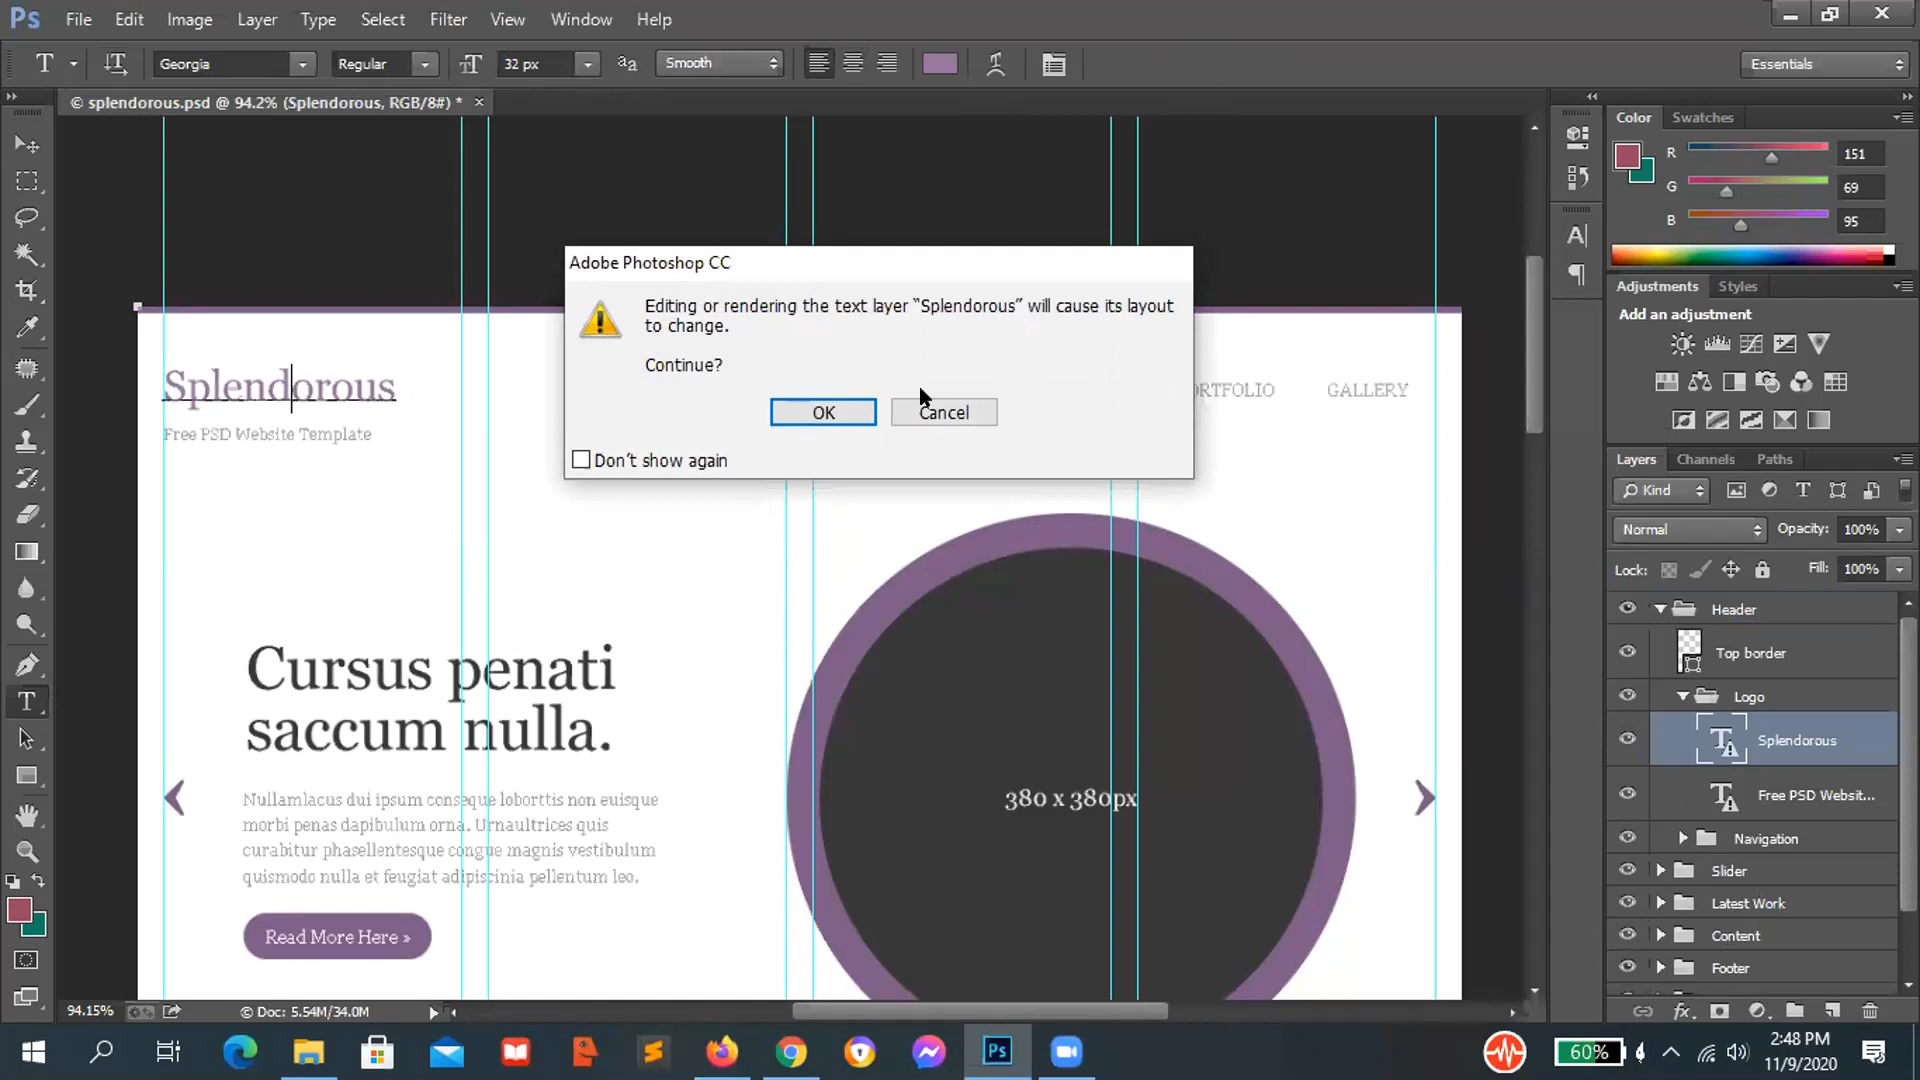 Ps File Edit Image Layer Type Select Filter View Window Help
T Georgia Regular 32 px aa Smooth Essentials
© splendorous.psd @ 94.2% (Splendorous, RGB/8#) * ×
Color Swatches
R 151
G 69
B 95
Adobe Photoshop CC
Editing or rendering the text layer “Splendorous” will cause its layout
to change.
Continue?
OK Cancel
Don't show again
Adjustments Styles
Add an adjustment
Splendorous
Free PSD Website Template
ORTFOLIO GALLERY
Layers Channels Paths
Kind
Normal Opacity: 100%
Lock: Fill: 100%
Header
Top border
Logo
Splendorous
Free PSD Websit...
Navigation
Slider
Latest Work
Content
Footer
Cursus penati
saccum nulla.
Nullamlacus dui ipsum conseque loborttis non euisque
morbi penas dapibulum orna. Urnaultrices quis
curabitur phasellentesque congue magnis vestibulum
quismodo nulla et feugiat adipiscinia pellentum leo.
Read More Here »
380 x 380px
94.15% © Doc: 5.54M/34.0M
Ps 60% 2:48 PM
11/9/2020